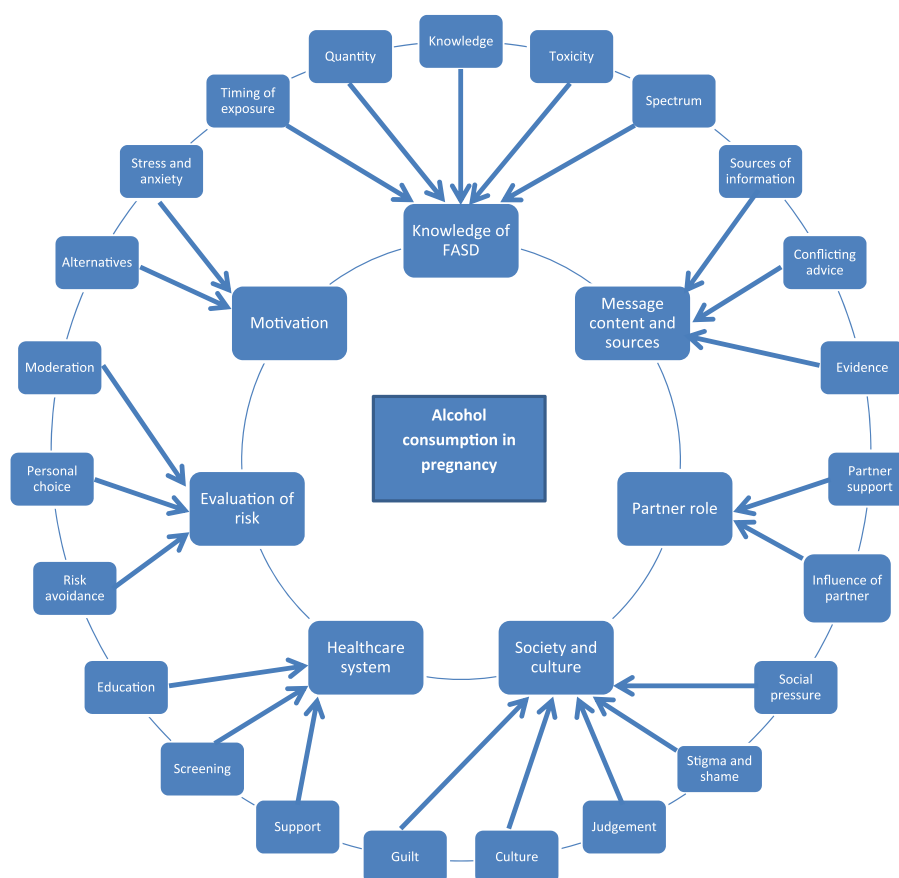 Knowledge
Quantity
Toxicity
Timing of
exposure
Spectrum
Stress and
anxiety
Sources of
information
Knowledge of
FASD
Alternatives
Conflicting
advice
Motivation
Message
content and
sources
Moderation
Evidence
Alcohol
consumption in
pregnancy
Personal
choice
Partner
support
Evaluation of
risk
Partner role
Risk
avoidance
Influence of
partner
Healthcare
system
Society and
culture
Education
Social
pressure
Screening
Stigma and
shame
Support
Judgement
Guilt
Culture